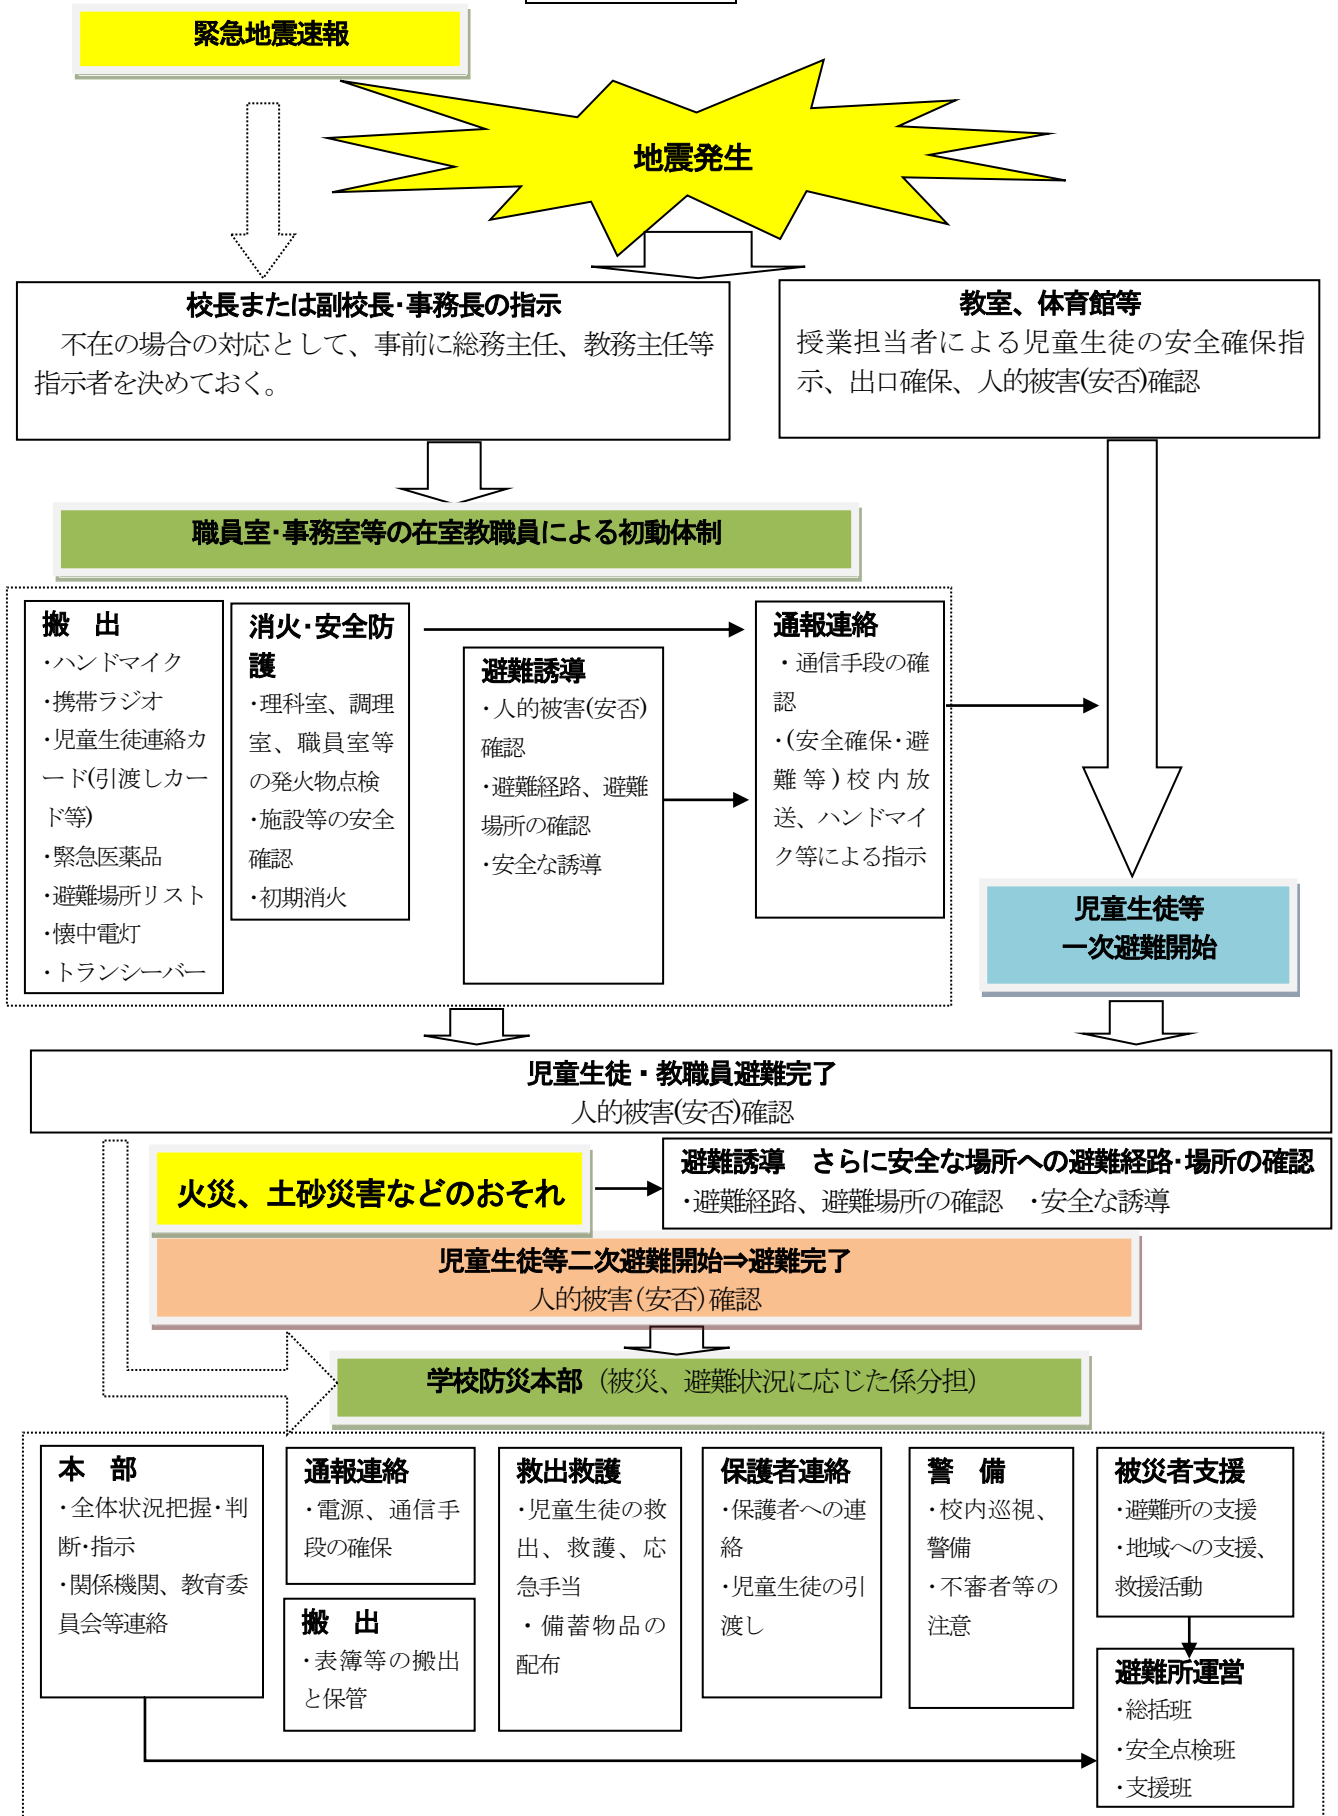 緊急地震速報
地震発生
校長または副校長・事務長の指示
不在の場合の対応として、事前に総務主任、教務主任等
指示者を決めておく。
教室、体育館等
授業担当者による児童生徒の安全確保指
示、出口確保、人的被害(安否)確認
職員室・事務室等の在室教職員による初動体制
搬　出
・ハンドマイク
・携帯ラジオ
・児童生徒連絡カ
ード(引渡しカー
ド等)
・緊急医薬品
・避難場所リスト
・懐中電灯
・トランシーバー
消火・安全防
護
・理科室、調理
室、職員室等
の発火物点検
・施設等の安全
確認
・初期消火
避難誘導
・人的被害(安否)
確認
・避難経路、避難
場所の確認
・安全な誘導
通報連絡
・通信手段の確
認
・(安全確保・避
難等)校内放
送、ハンドマイ
ク等による指示
児童生徒等
一次避難開始
児童生徒・教職員避難完了
人的被害(安否)確認
火災、土砂災害などのおそれ
避難誘導　さらに安全な場所への避難経路・場所の確認
・避難経路、避難場所の確認　・安全な誘導
児童生徒等二次避難開始⇒避難完了
人的被害(安否)確認
学校防災本部（被災、避難状況に応じた係分担）
本　部
・全体状況把握・判
断・指示
・関係機関、教育委
員会等連絡
通報連絡
・電源、通信手
段の確保
搬　出
・表簿等の搬出
と保管
救出救護
・児童生徒の救
出、救護、応
急手当
・備蓄物品の
配布
保護者連絡
・保護者への連
絡
・児童生徒の引
渡し
警　備
・校内巡視、
警備
・不審者等の
注意
被災者支援
・避難所の支援
・地域への支援、
救援活動
避難所運営
・総括班
・安全点検班
・支援班